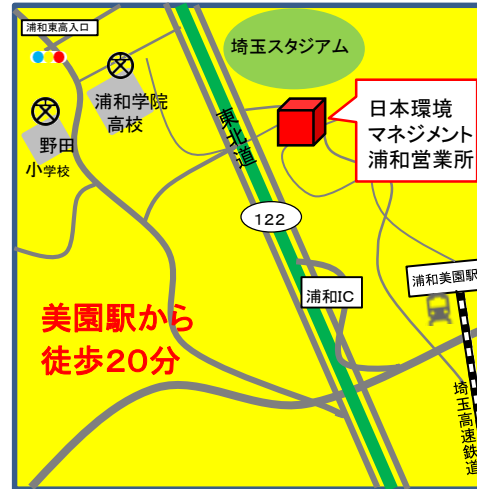 浦和東高入口
埼玉スタジアム
浦和学院
高校
野田
小学校
東北道
日本環境
マネジメント
浦和営業所
122
浦和IC
浦和美園駅
美園駅から
徒歩20分
埼玉高速鉄道